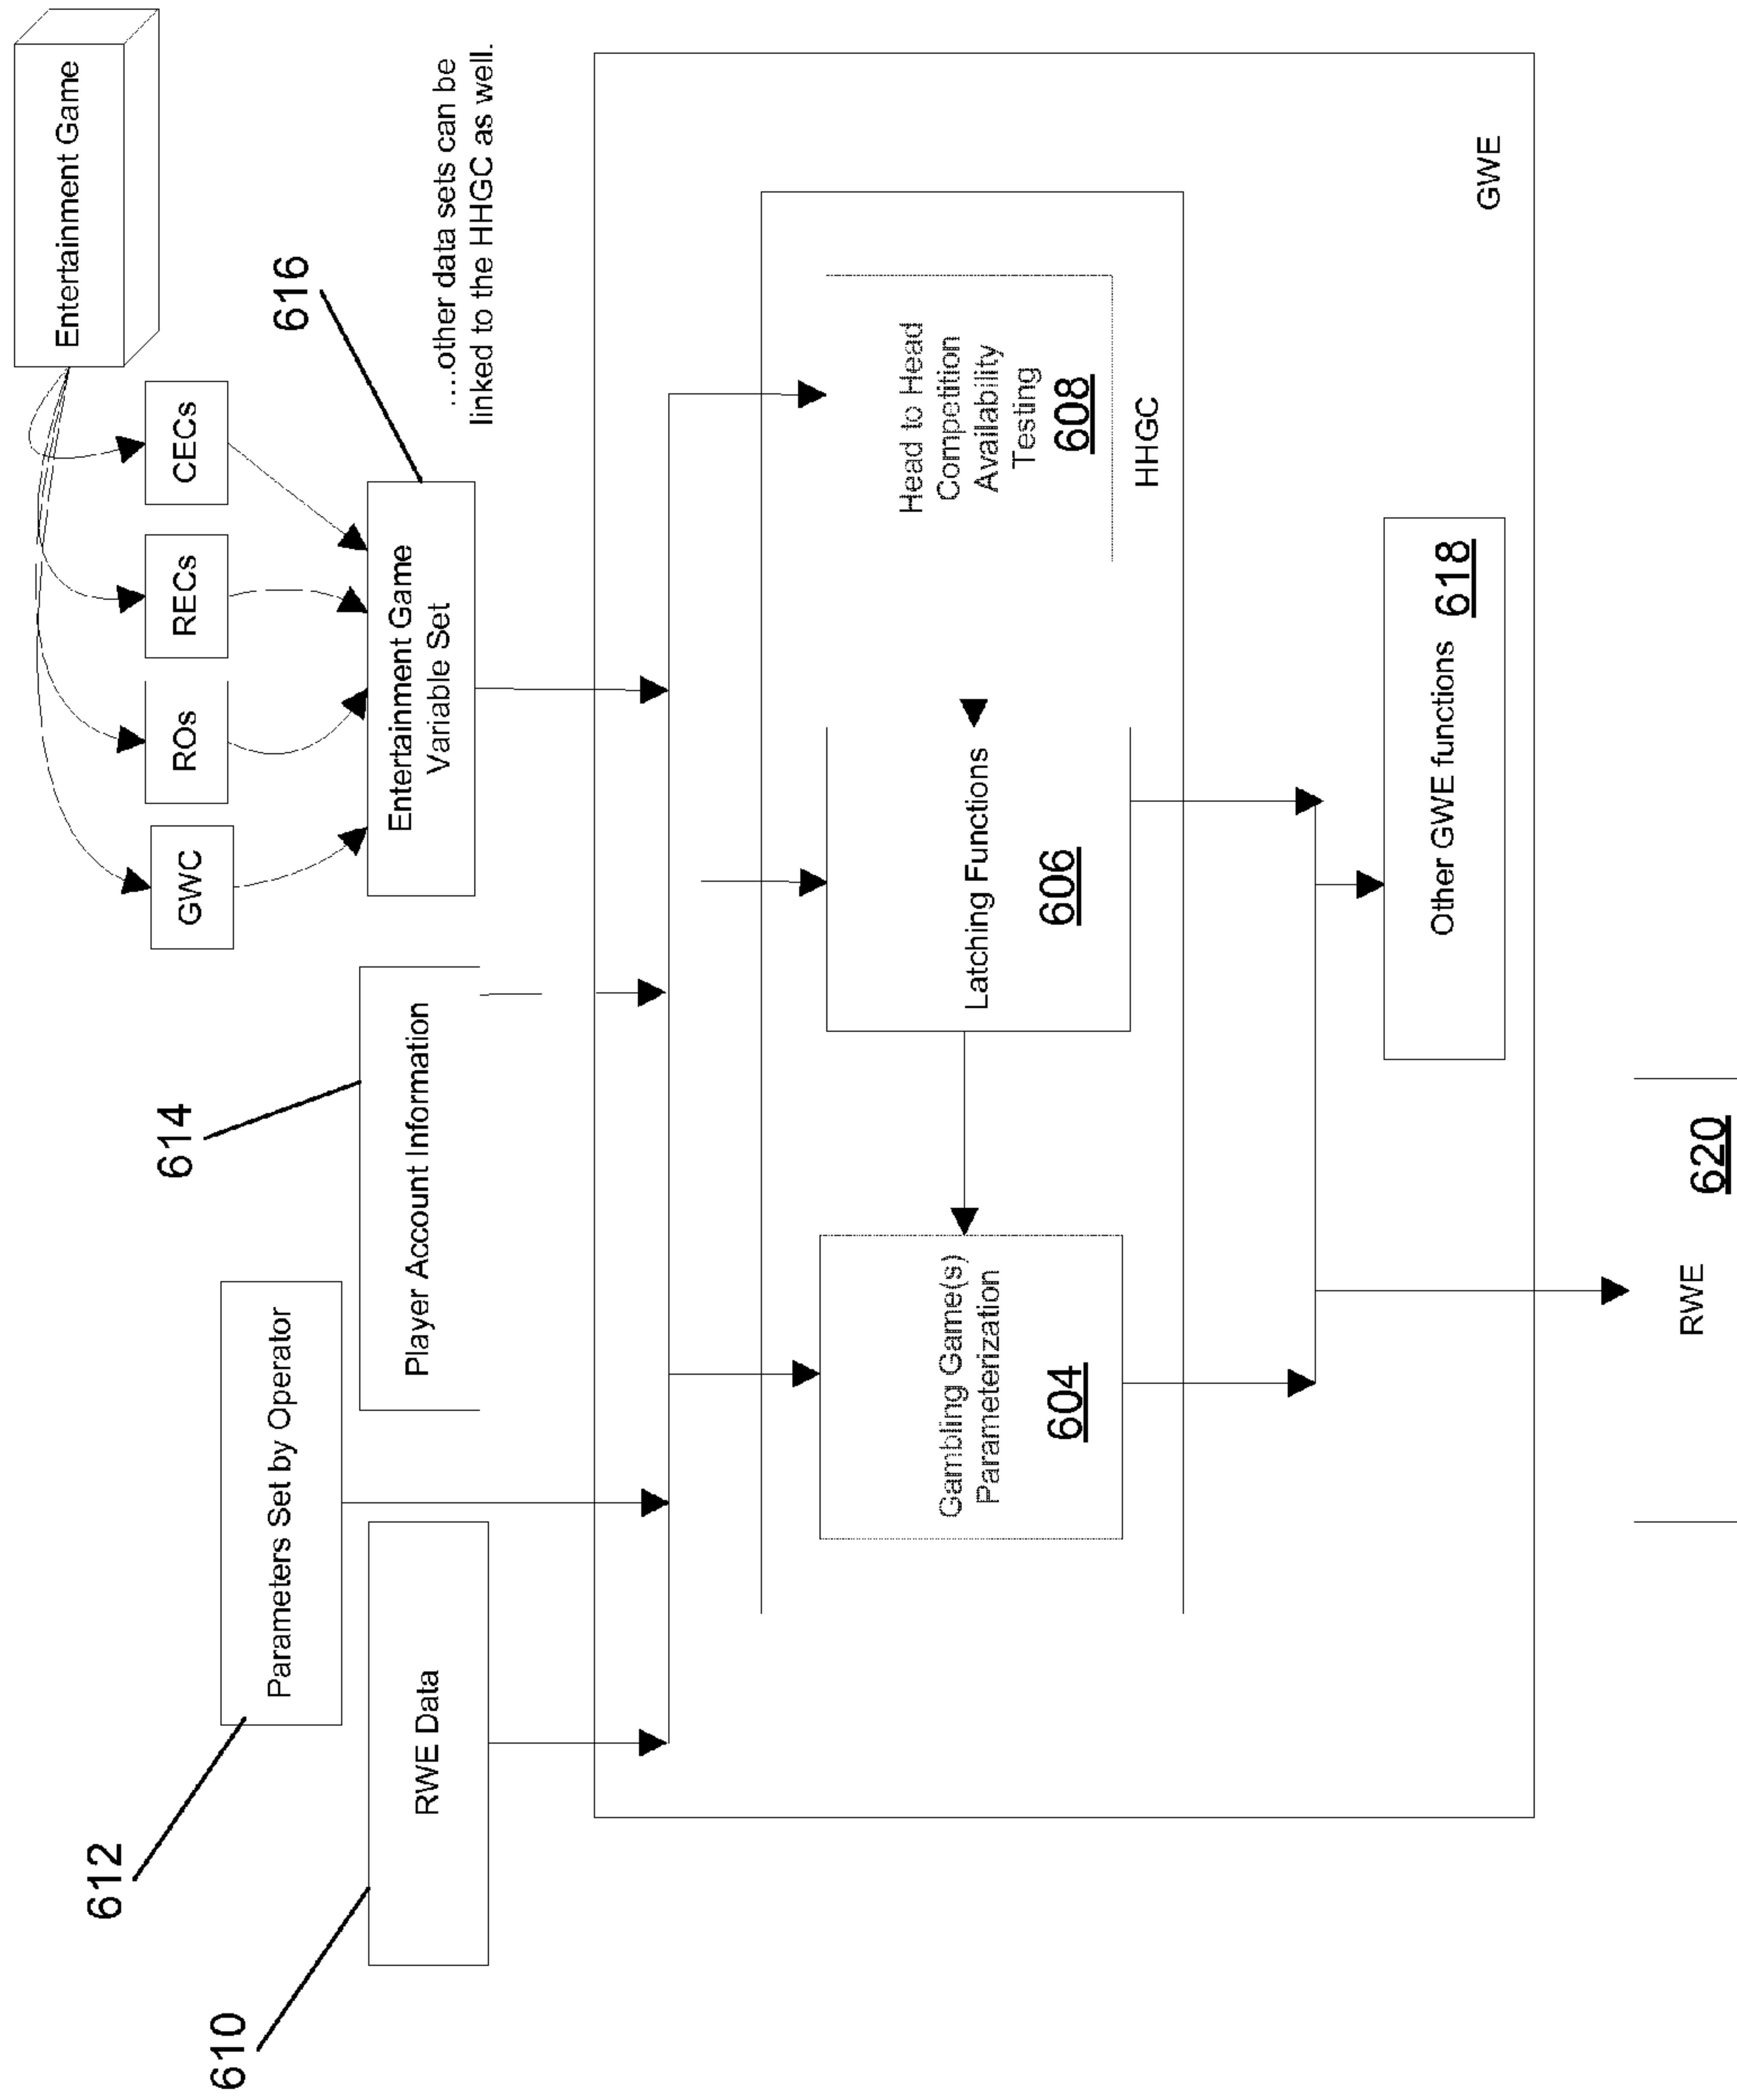 Entertainment Game
CECs
RECs
ROs
GWC
616
Entertainment Game
Variable Set
....other data sets can be
linked to the HHGC as well.
614
Player Account Information
612
Parameters Set by Operator
610
RWE Data
Gambling Game(s)
Parameterization
604
Latching Functions
606
Head to Head
Competition
Availability
Testing
608
HHGC
GWE
Other GWE functions 618
RWE
620